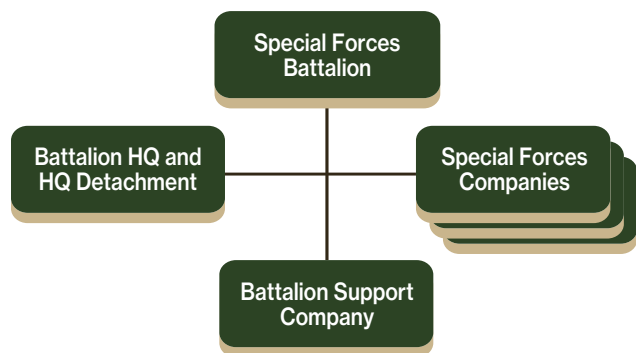 Special Forces
Battalion
Battalion HQ and
HQ Detachment
Special Forces
Companies
Battalion Support
Company